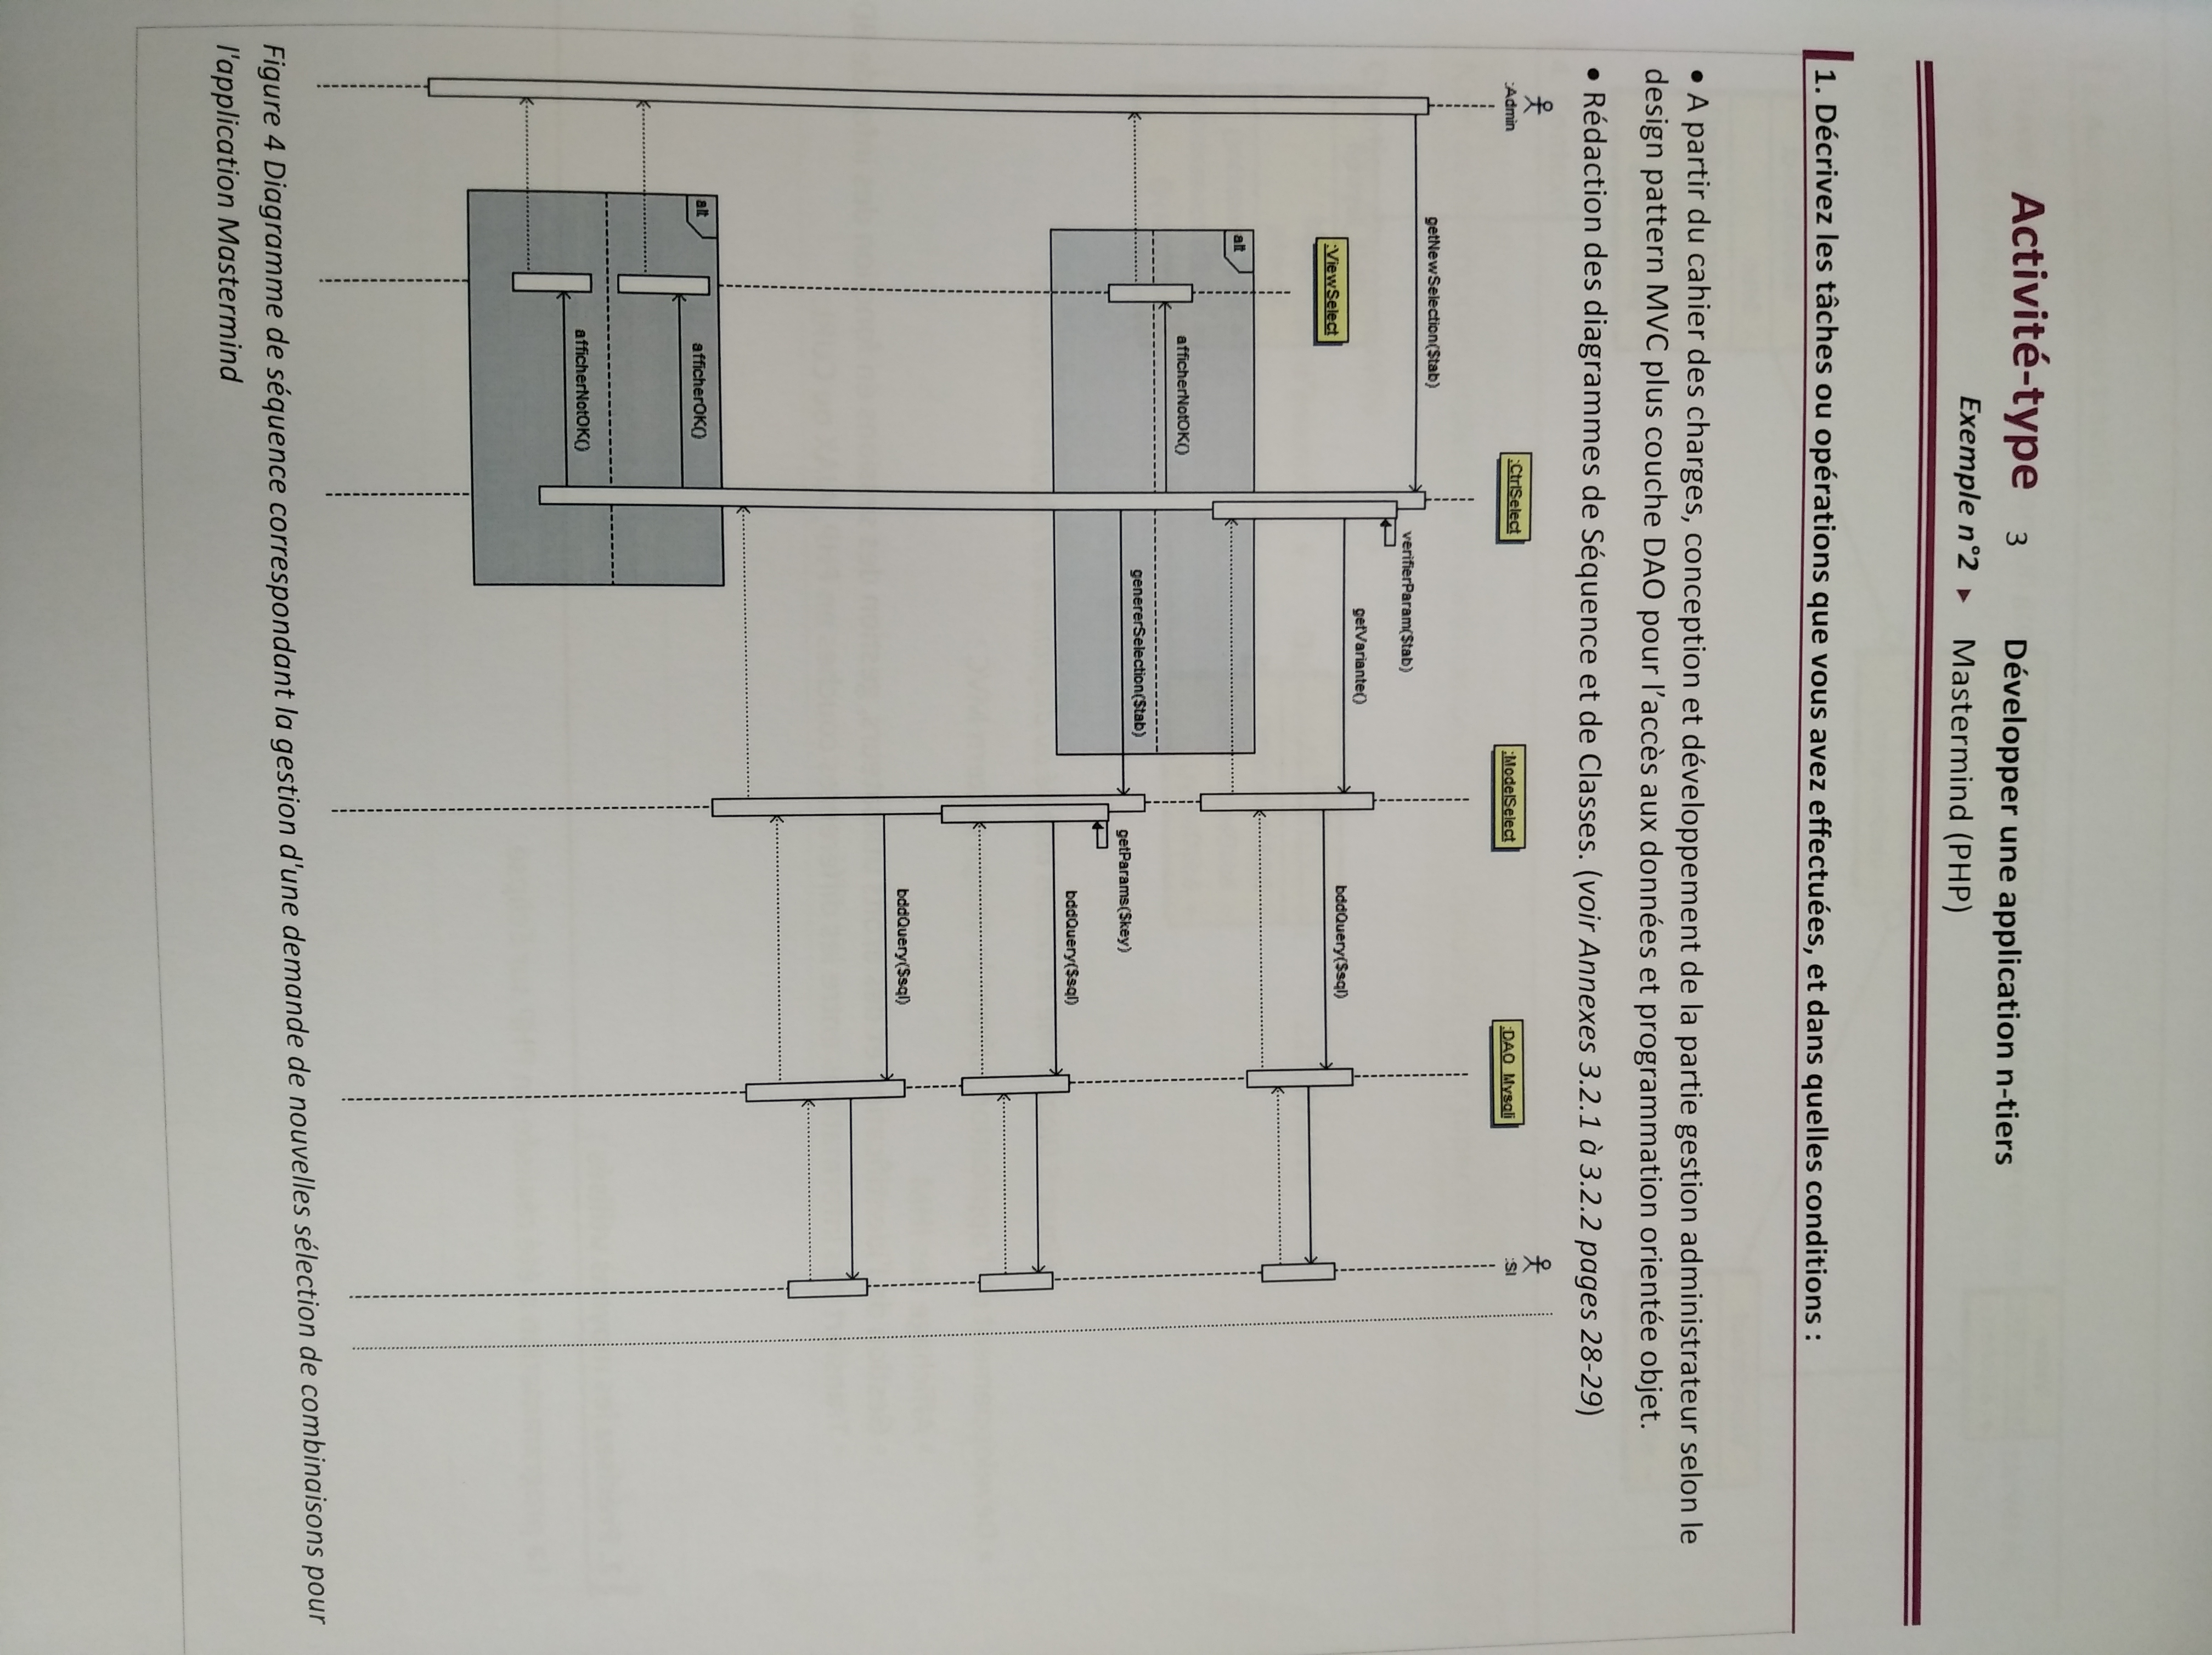 Activité-type 3 Développer une application n-tiers
Exemple n°2 ▸ Mastermind (PHP)
1. Décrivez les tâches ou opérations que vous avez effectuées, et dans quelles conditions :
• A partir du cahier des charges, conception et développement de la partie gestion administrateur selon le
design pattern MVC plus couche DAO pour l'accès aux données et programmation orientée objet.
• Rédaction des diagrammes de Séquence et de Classes. (voir Annexes 3.2.1 à 3.2.2 pages 28-29)
:Admin
:CtrlSelect
:ModelSelect
:DAO_Mysqli
:SI
:ViewSelect
getNewSelection($tab)
verifierParam($tab)
getVariante()
bddQuery($sql)
alt
afficherNotOK()
genererSelection($tab)
getParams($key)
bddQuery($sql)
bddQuery($sql)
alt
afficherOK()
afficherNotOK()
Figure 4 Diagramme de séquence correspondant la gestion d'une demande de nouvelles sélection de combinaisons pour
l'application Mastermind